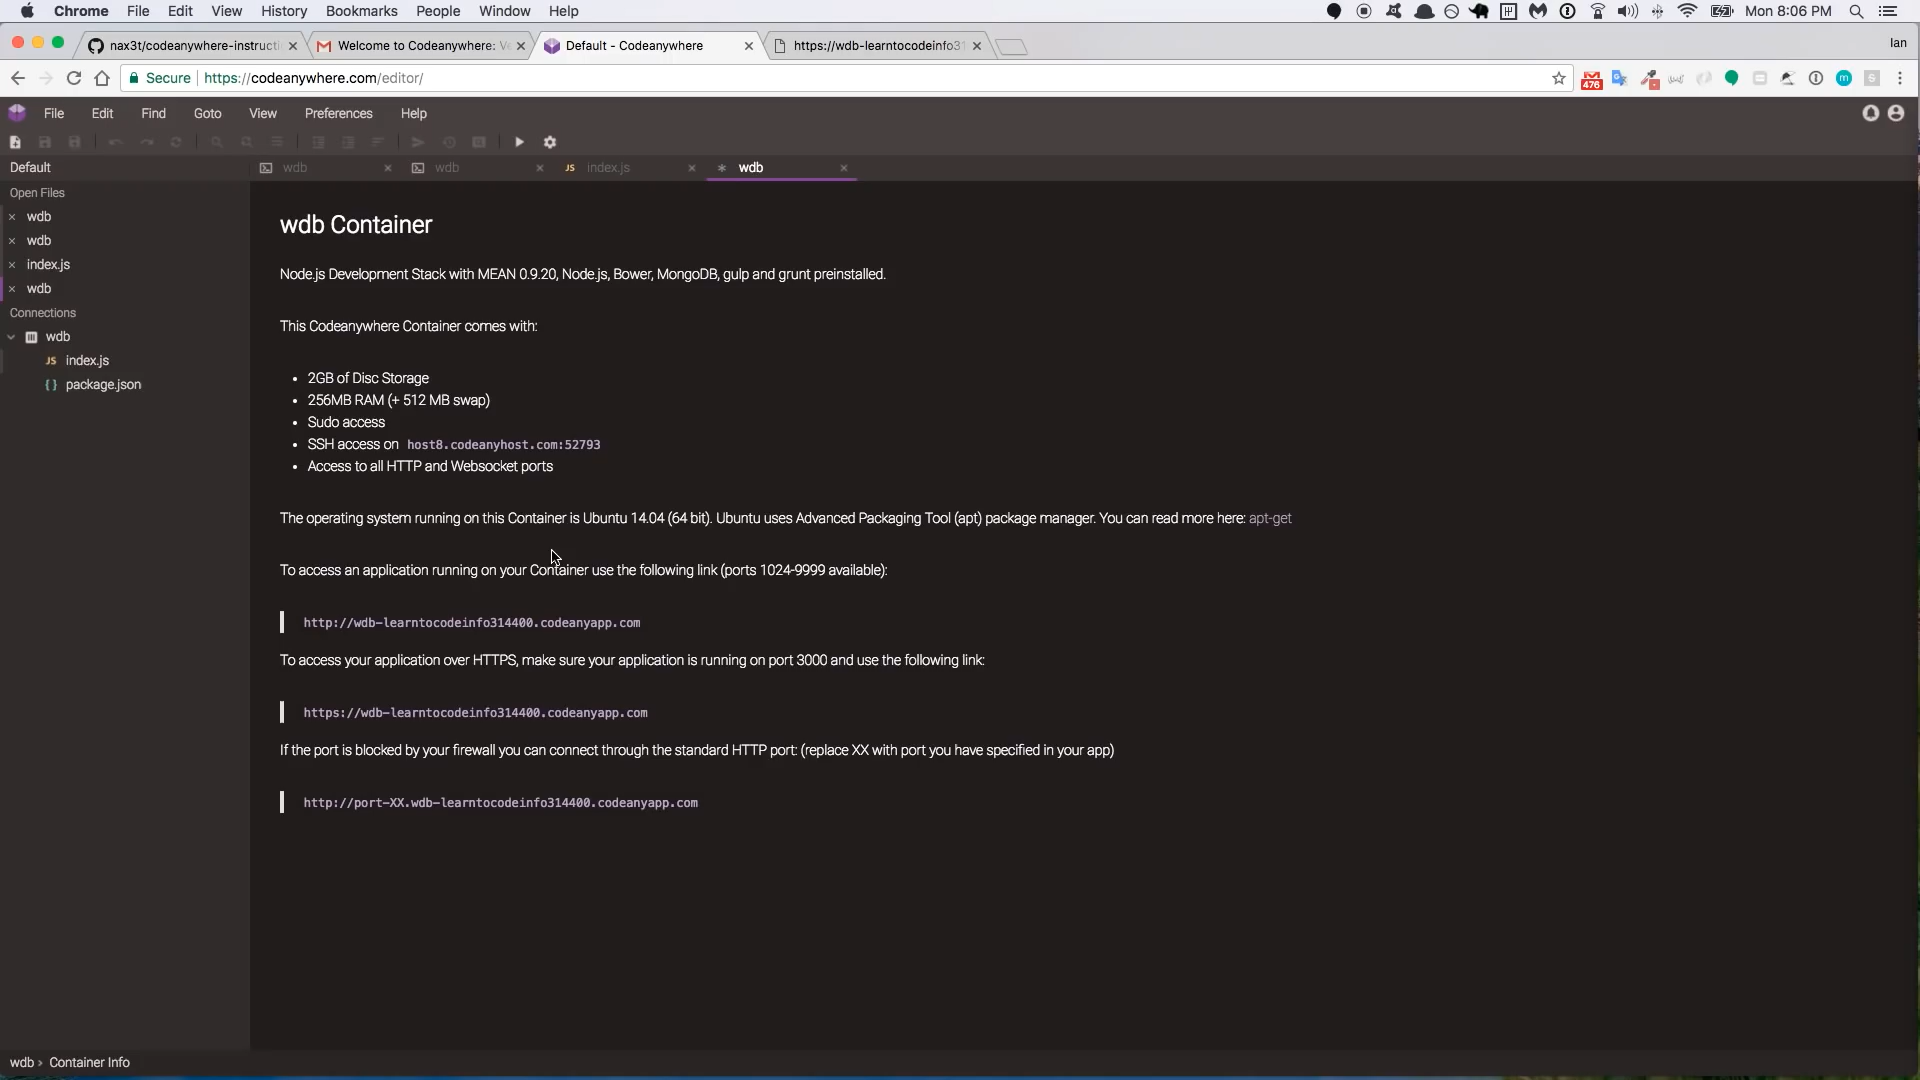 Chrome File Edit View History Bookmarks People Window Help Mon 8:06 PM
nax3t/codeanywhere-instructi Welcome to Codeanywhere: Ve Default - Codeanywhere https://wdb-learntocodeinfo31 Ian
Secure https://codeanywhere.com/editor/ 476
File Edit Find Goto View Preferences Help
Default wdb wdb JS index.js * wdb
Open Files
wdb
wdb
index.js
wdb
Connections
wdb
JS index.js
{ } package.json
wdb Container
Node.js Development Stack with MEAN 0.9.20, Node.js, Bower, MongoDB, gulp and grunt preinstalled.
This Codeanywhere Container comes with:
• 2GB of Disc Storage
• 256MB RAM (+ 512 MB swap)
• Sudo access
• SSH access on host8.codeanyhost.com:52793
• Access to all HTTP and Websocket ports
The operating system running on this Container is Ubuntu 14.04 (64 bit). Ubuntu uses Advanced Packaging Tool (apt) package manager. You can read more here: apt-get
To access an application running on your Container use the following link (ports 1024-9999 available):
http://wdb-learntocodeinfo314400.codeanyapp.com
To access your application over HTTPS, make sure your application is running on port 3000 and use the following link:
https://wdb-learntocodeinfo314400.codeanyapp.com
If the port is blocked by your firewall you can connect through the standard HTTP port: (replace XX with port you have specified in your app)
http://port-XX.wdb-learntocodeinfo314400.codeanyapp.com
wdb › Container Info